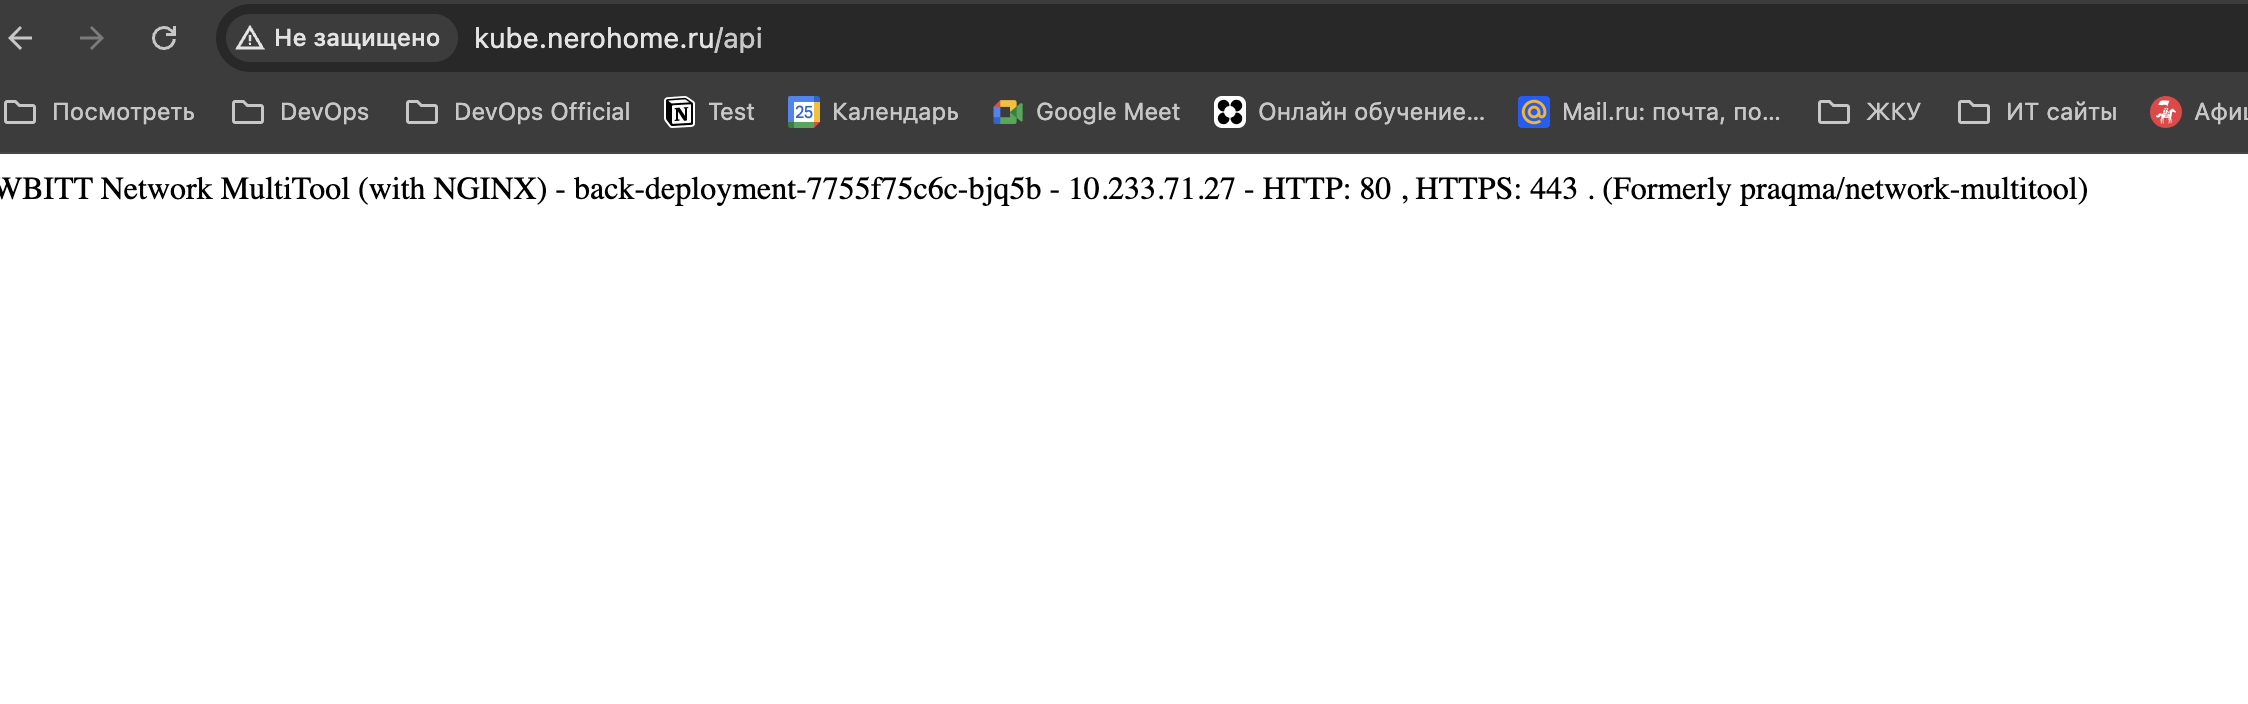 Не защищено kube.nerohome.ru/api
Посмотреть DevOps DevOps Official Test 25 Календарь Google Meet Онлайн обучение... Mail.ru: почта, по... ЖКУ ИТ сайты
WBITT Network MultiTool (with NGINX) - back-deployment-7755f75c6c-bjq5b - 10.233.71.27 - HTTP: 80 , HTTPS: 443 . (Formerly praqma/network-multitool)